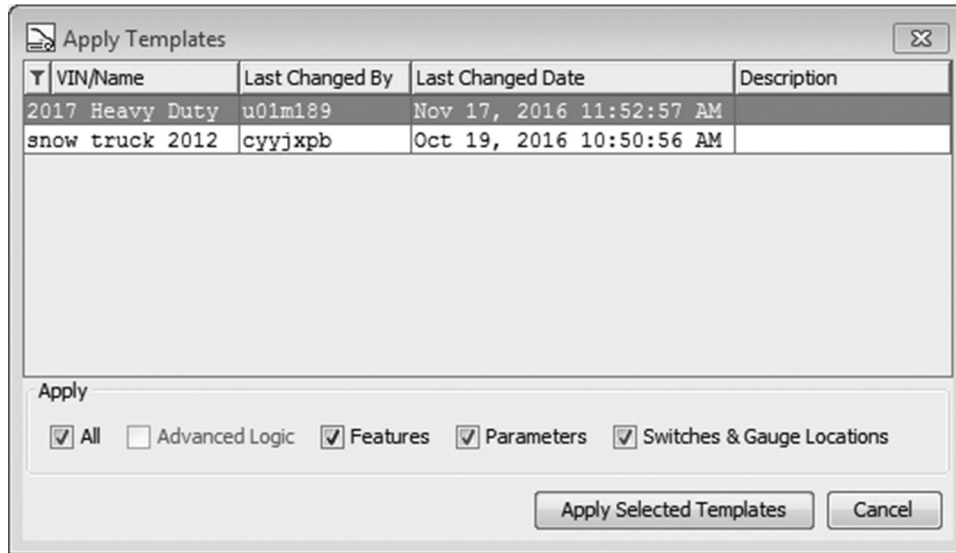 Apply Templates
VIN/Name Last Changed By Last Changed Date Description
2017 Heavy Duty u01m189 Nov 17, 2016 11:52:57 AM
snow truck 2012 cyyjxpb Oct 19, 2016 10:50:56 AM
Apply
All Advanced Logic Features Parameters Switches & Gauge Locations
Apply Selected Templates Cancel